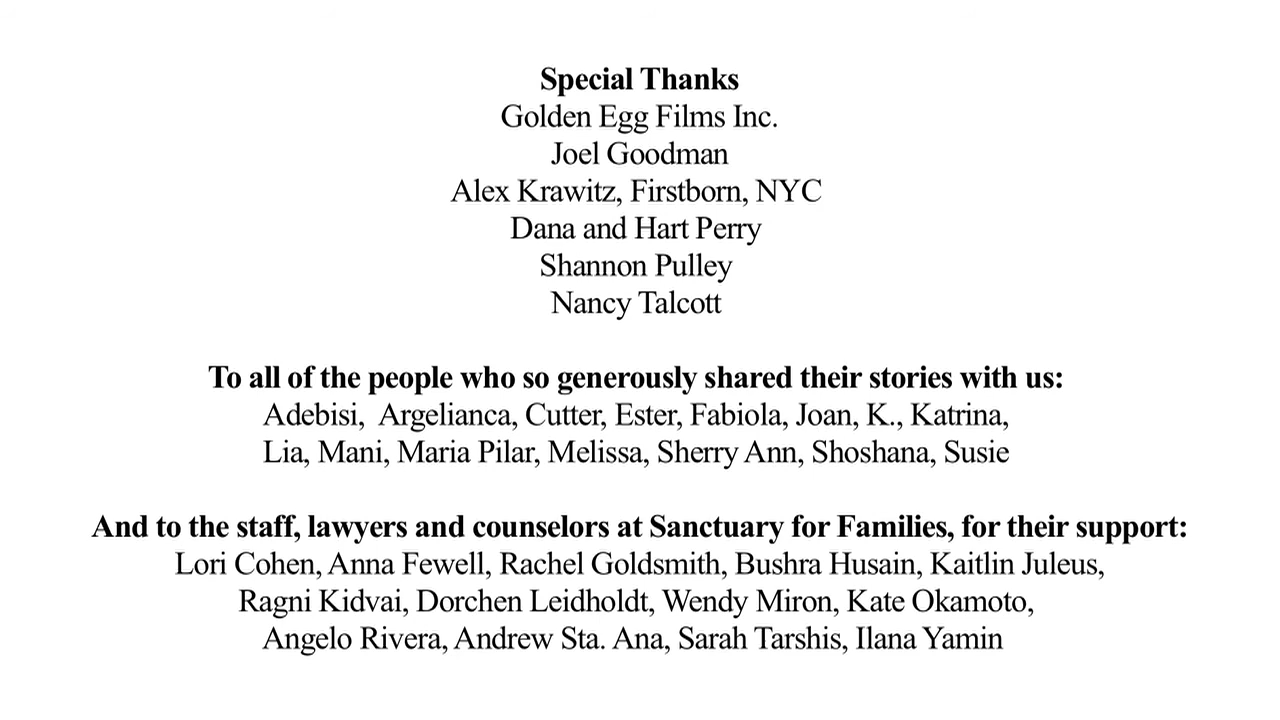 Special Thanks
Golden Egg Films Inc.
Joel Goodman
Alex Krawitz, Firstborn, NYC
Dana and Hart Perry
Shannon Pulley
Nancy Talcott
To all of the people who so generously shared their stories with us:
Adebisi,  Argelianca, Cutter, Ester, Fabiola, Joan, K., Katrina,
Lia, Mani, Maria Pilar, Melissa, Sherry Ann, Shoshana, Susie
And to the staff, lawyers and counselors at Sanctuary for Families, for their support:
Lori Cohen, Anna Fewell, Rachel Goldsmith, Bushra Husain, Kaitlin Juleus,
Ragni Kidvai, Dorchen Leidholdt, Wendy Miron, Kate Okamoto,
Angelo Rivera, Andrew Sta. Ana, Sarah Tarshis, Ilana Yamin